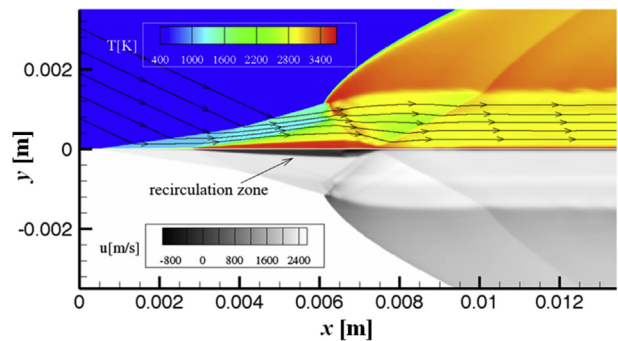 T[K]
400 1000 1600 2200 2800 3400
0.002
0
-0.002
y [m]
recirculation zone
u[m/s]
-800 0 800 1600 2400
0 0.002 0.004 0.006 0.008 0.01 0.012
x [m]